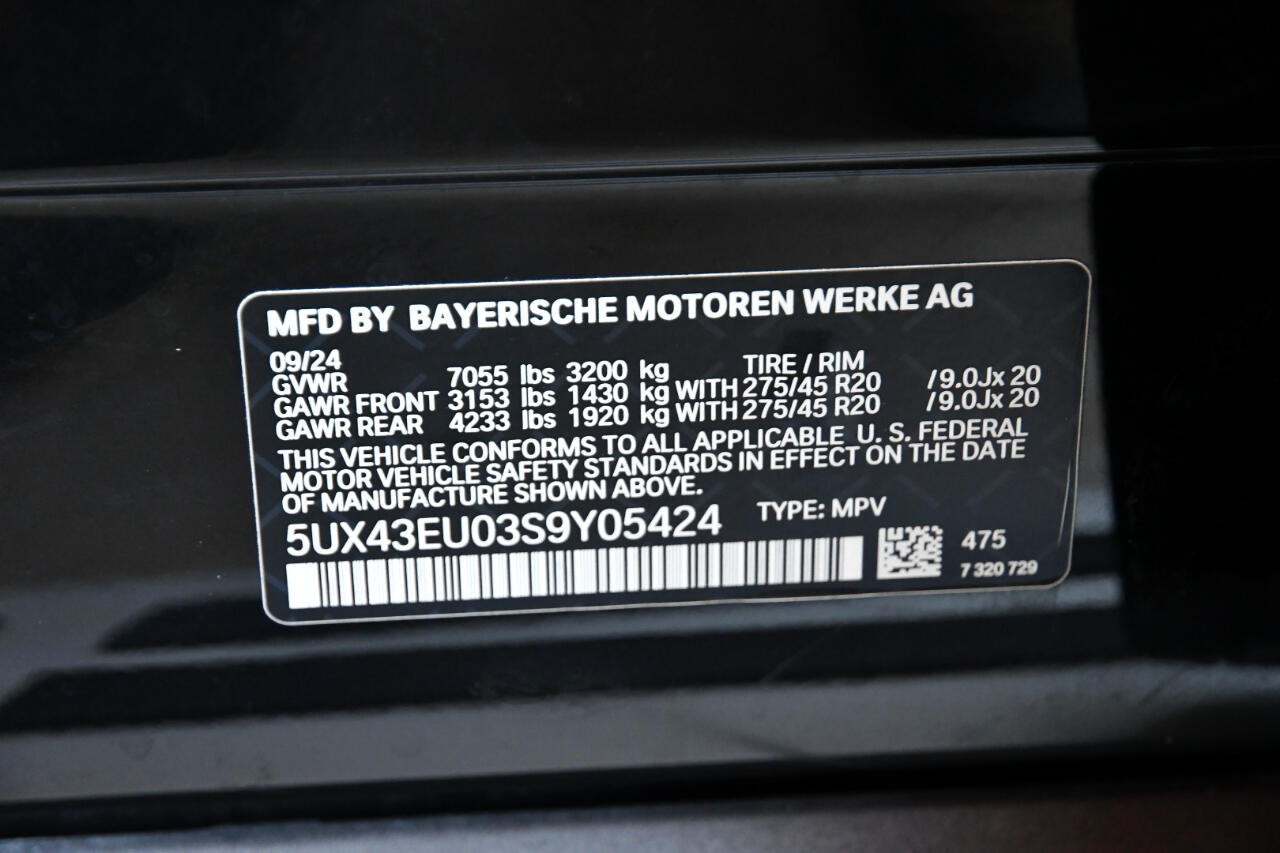 MFD BY BAYERISCHE MOTOREN WERKE AG
09/24 TIRE / RIM
GVWR 7055 lbs 3200 kg
GAWR FRONT 3153 lbs 1430 kg WITH 275/45 R20 / 9.0Jx 20
GAWR REAR 4233 lbs 1920 kg WITH 275/45 R20 / 9.0Jx 20
THIS VEHICLE CONFORMS TO ALL APPLICABLE U. S. FEDERAL
MOTOR VEHICLE SAFETY STANDARDS IN EFFECT ON THE DATE
OF MANUFACTURE SHOWN ABOVE.
5UX43EU03S9Y05424 TYPE: MPV
475
7 320 729